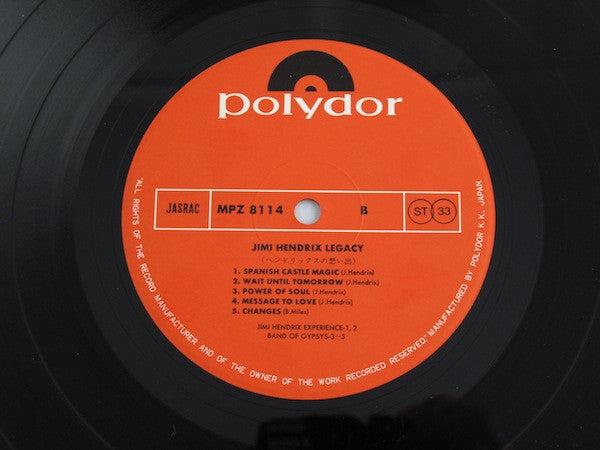 polydor
JASRAC
MPZ 8114
B
ST 33
JIMI HENDRIX LEGACY
(ヘンドリックスの想い出)
1. SPANISH CASTLE MAGIC (J.Hendrix)
2. WAIT UNTIL TOMORROW (J.Hendrix)
3. POWER OF SOUL (J.Hendrix)
4. MESSAGE TO LOVE (J.Hendrix)
5. CHANGES (B.Miles)
JIMI HENDRIX EXPERIENCE-1, 2
BAND OF GYPSYS-3~5
"ALL RIGHTS OF THE RECORD MANUFACTURER AND OF THE OWNER OF THE WORK RECORDED RESERVED: MANUFACTURED BY POLYDOR K. K., JAPAN.